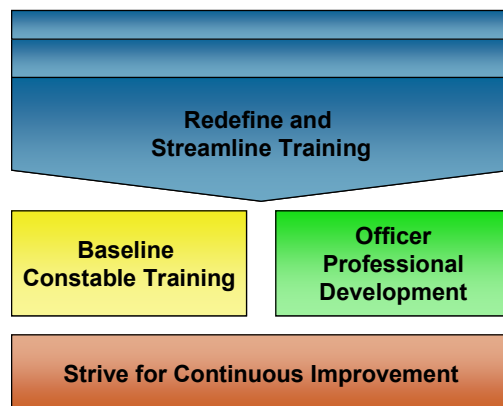 Redefine and
Streamline Training
Baseline
Constable Training
Officer
Professional
Development
Strive for Continuous Improvement